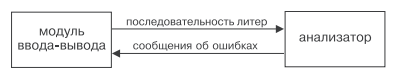 модуль
ввода-вывода
последовательность литер
сообщения об ошибках
анализатор